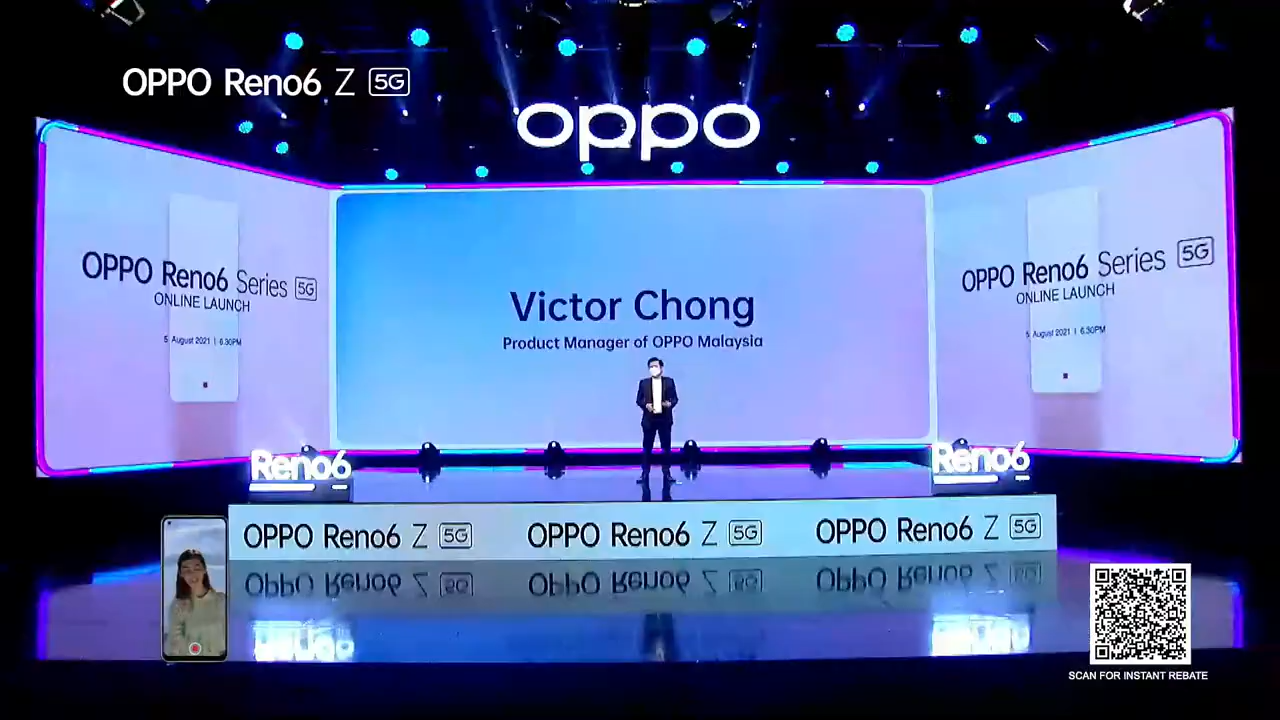 OPPO Reno6 Z 5G
oppo
OPPO Reno6 Series 5G
ONLINE LAUNCH
5 August 2021 | 6.30PM
Victor Chong
Product Manager of OPPO Malaysia
OPPO Reno6 Series 5G
ONLINE LAUNCH
5 August 2021 | 6.30PM
Reno6
Reno6
OPPO Reno6 Z 5G
OPPO Reno6 Z 5G
OPPO Reno6 Z 5G
SCAN FOR INSTANT REBATE